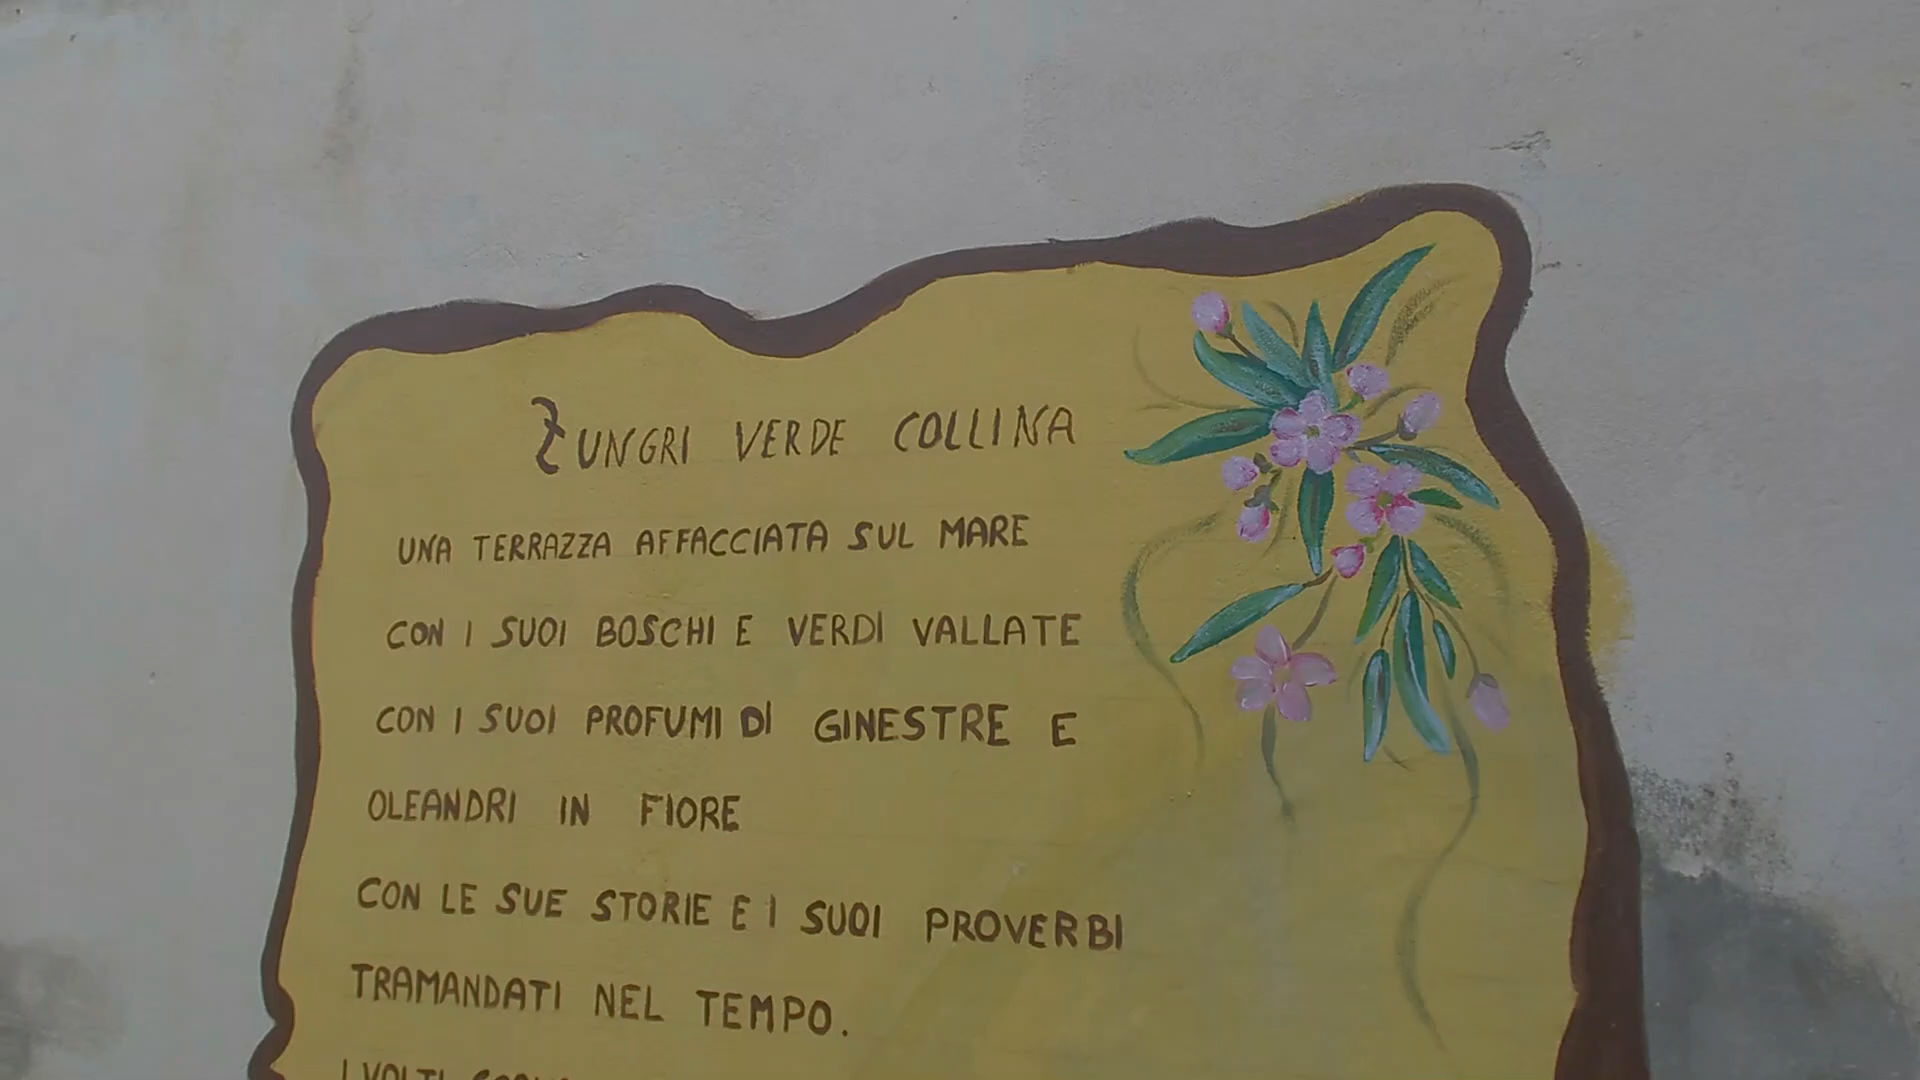 ZUNGRI VERDE COLLINA
UNA TERRAZZA AFFACCIATA SUL MARE
CON I SUOI BOSCHI E VERDI VALLATE
CON I SUOI PROFUMI DI GINESTRE E
OLEANDRI IN FIORE
CON LE SUE STORIE E I SUOI PROVERBI
TRAMANDATI NEL TEMPO.
I VOLTI